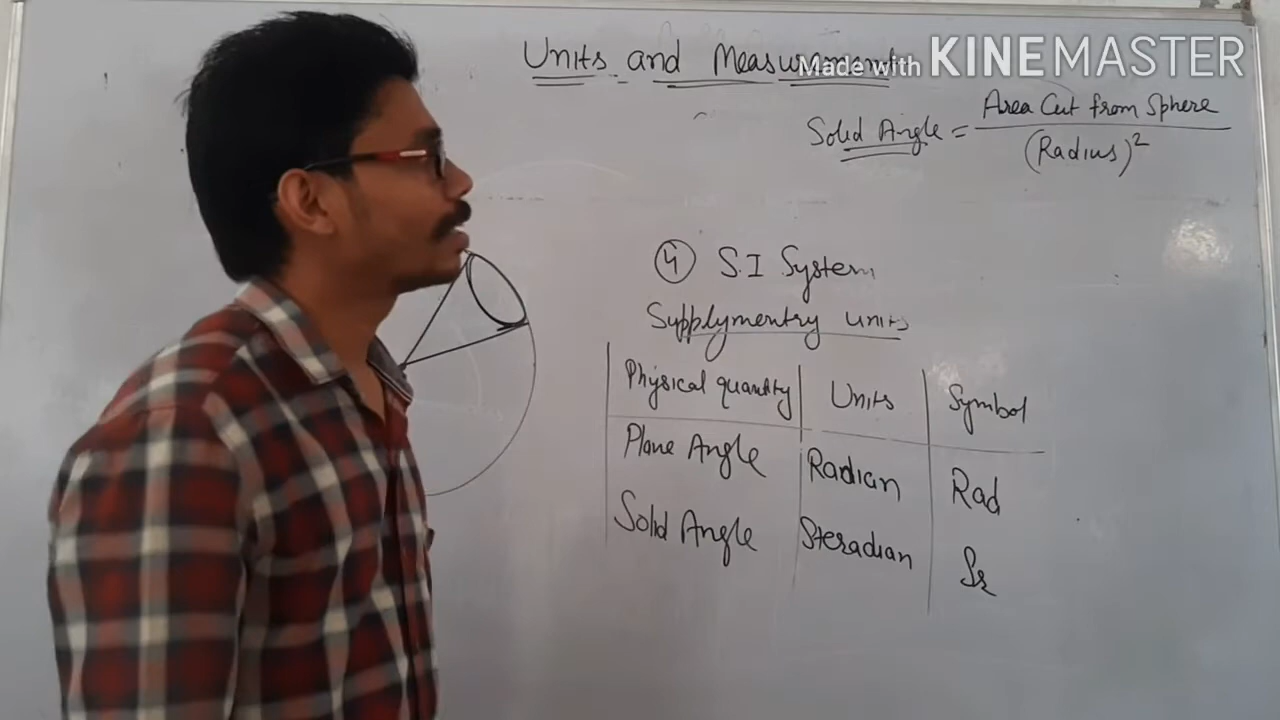 Units and Measurement
Made with KINEMASTER
Solid Angle = Area Cut from Sphere
(Radius)²
④ S.I System
Supplymentry units
Physical quantity Units Symbol
Plane Angle Radian Rad
Solid Angle Steradian Sr